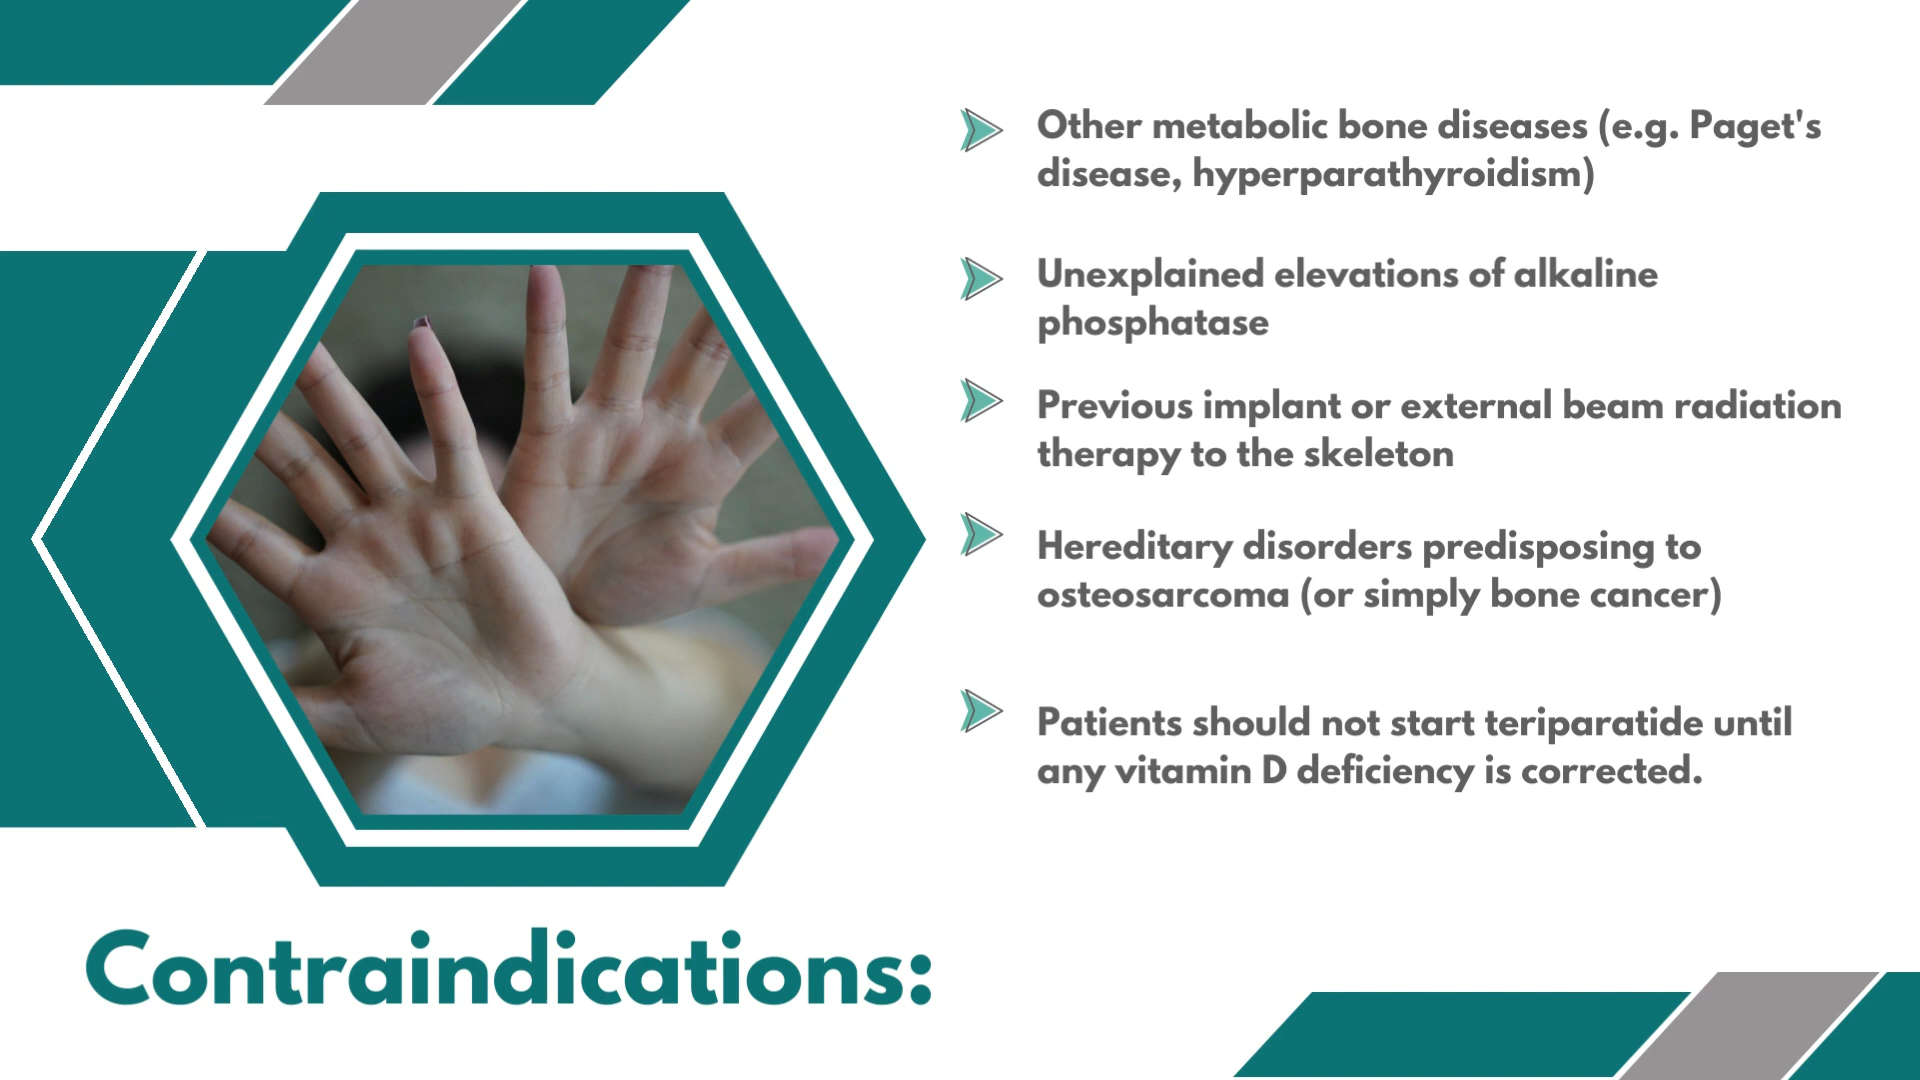 Other metabolic bone diseases (e.g. Paget's
disease, hyperparathyroidism)
Unexplained elevations of alkaline
phosphatase
Previous implant or external beam radiation
therapy to the skeleton
Hereditary disorders predisposing to
osteosarcoma (or simply bone cancer)
Patients should not start teriparatide until
any vitamin D deficiency is corrected.
Contraindications: